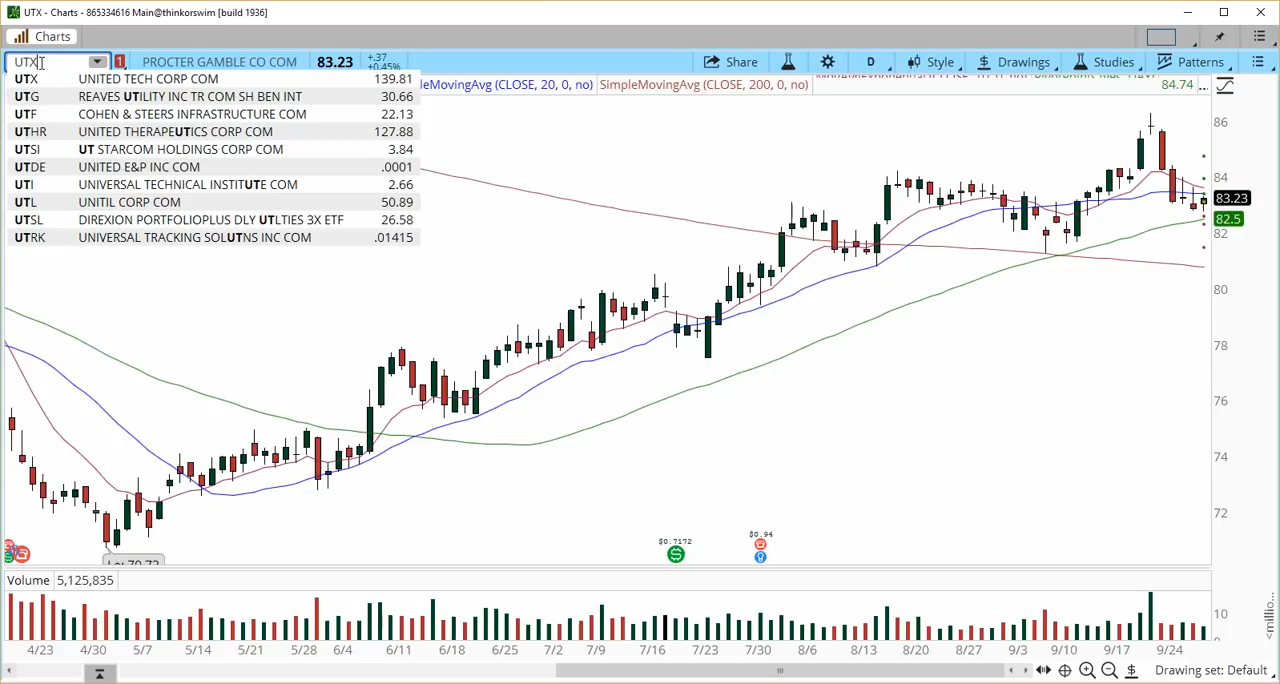 UTX - Charts - 865334616 Main@thinkorswim [build 1936]
Charts
UTX 1 PROCTER GAMBLE CO COM 83.23 +.37 +0.45% Share D Style Drawings Studies Patterns
UTX UNITED TECH CORP COM 139.81
UTG REAVES UTILITY INC TR COM SH BEN INT 30.66
UTF COHEN & STEERS INFRASTRUCTURE COM 22.13
UTHR UNITED THERAPEUTICS CORP COM 127.88
UTSI UT STARCOM HOLDINGS CORP COM 3.84
UTDE UNITED E&P INC COM .0001
UTI UNIVERSAL TECHNICAL INSTITUTE COM 2.66
UTL UNITIL CORP COM 50.89
UTSL DIREXION PORTFOLIOPLUS DLY UTLTIES 3X ETF 26.58
UTRK UNIVERSAL TRACKING SOLUTNS INC COM .01415
leMovingAvg (CLOSE, 20, 0, no) SimpleMovingAvg (CLOSE, 200, 0, no) 84.74 ...
86
84
83.23
82.5
82
80
78
76
74
72
$0.7172
$0.94
Volume 5,125,835
10
0
<millio...
4/23 4/30 5/7 5/14 5/21 5/28 6/4 6/11 6/18 6/25 7/2 7/9 7/16 7/23 7/30 8/6 8/13 8/20 8/27 9/3 9/10 9/17 9/24
Drawing set: Default